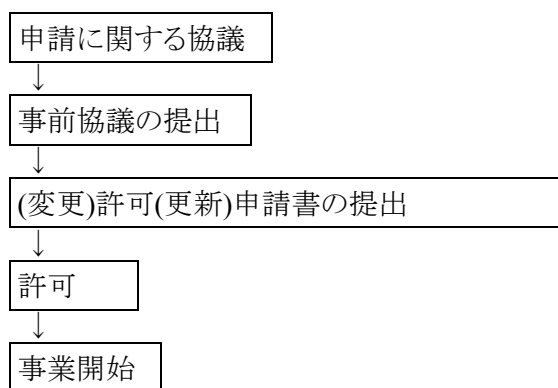 申請に関する協議
↓
事前協議の提出
↓
(変更)許可(更新)申請書の提出
↓
許可
↓
事業開始